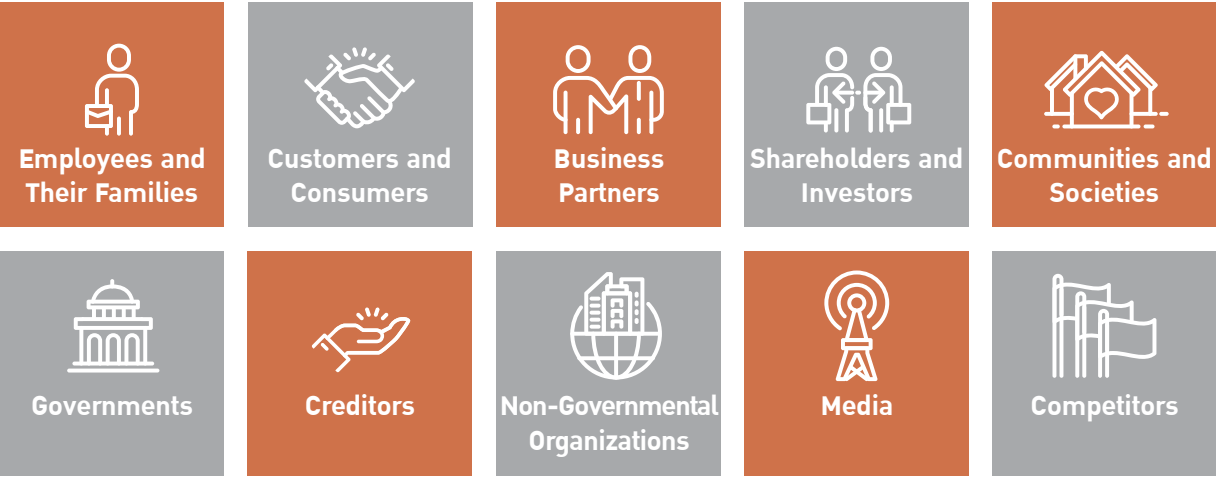 Employees and
Their Families
Customers and
Consumers
Business
Partners
Shareholders and
Investors
Communities and
Societies
Governments
Creditors
Non-Governmental
Organizations
Media
Competitors